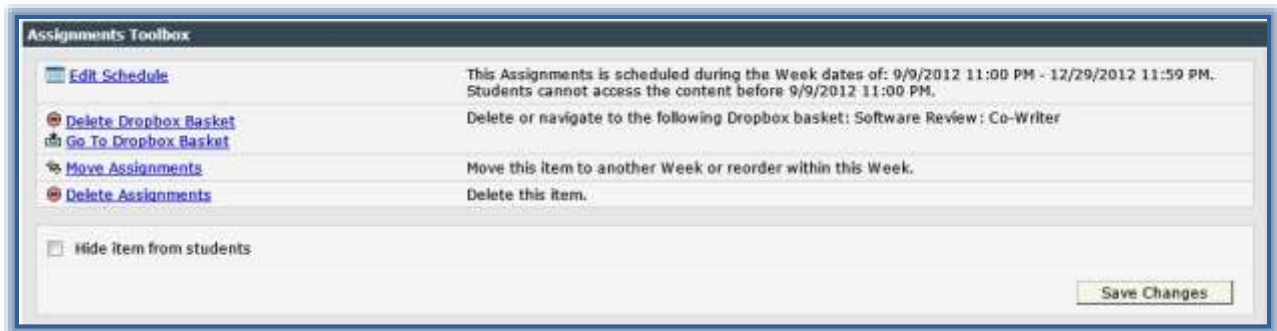 Assignments Toolbox
Edit Schedule
This Assignments is scheduled during the Week dates of: 9/9/2012 11:00 PM - 12/29/2012 11:59 PM.
Students cannot access the content before 9/9/2012 11:00 PM.
Delete Dropbox Basket
Go To Dropbox Basket
Delete or navigate to the following Dropbox basket: Software Review: Co-Writer
Move Assignments
Move this item to another Week or reorder within this Week.
Delete Assignments
Delete this item.
Hide item from students
Save Changes